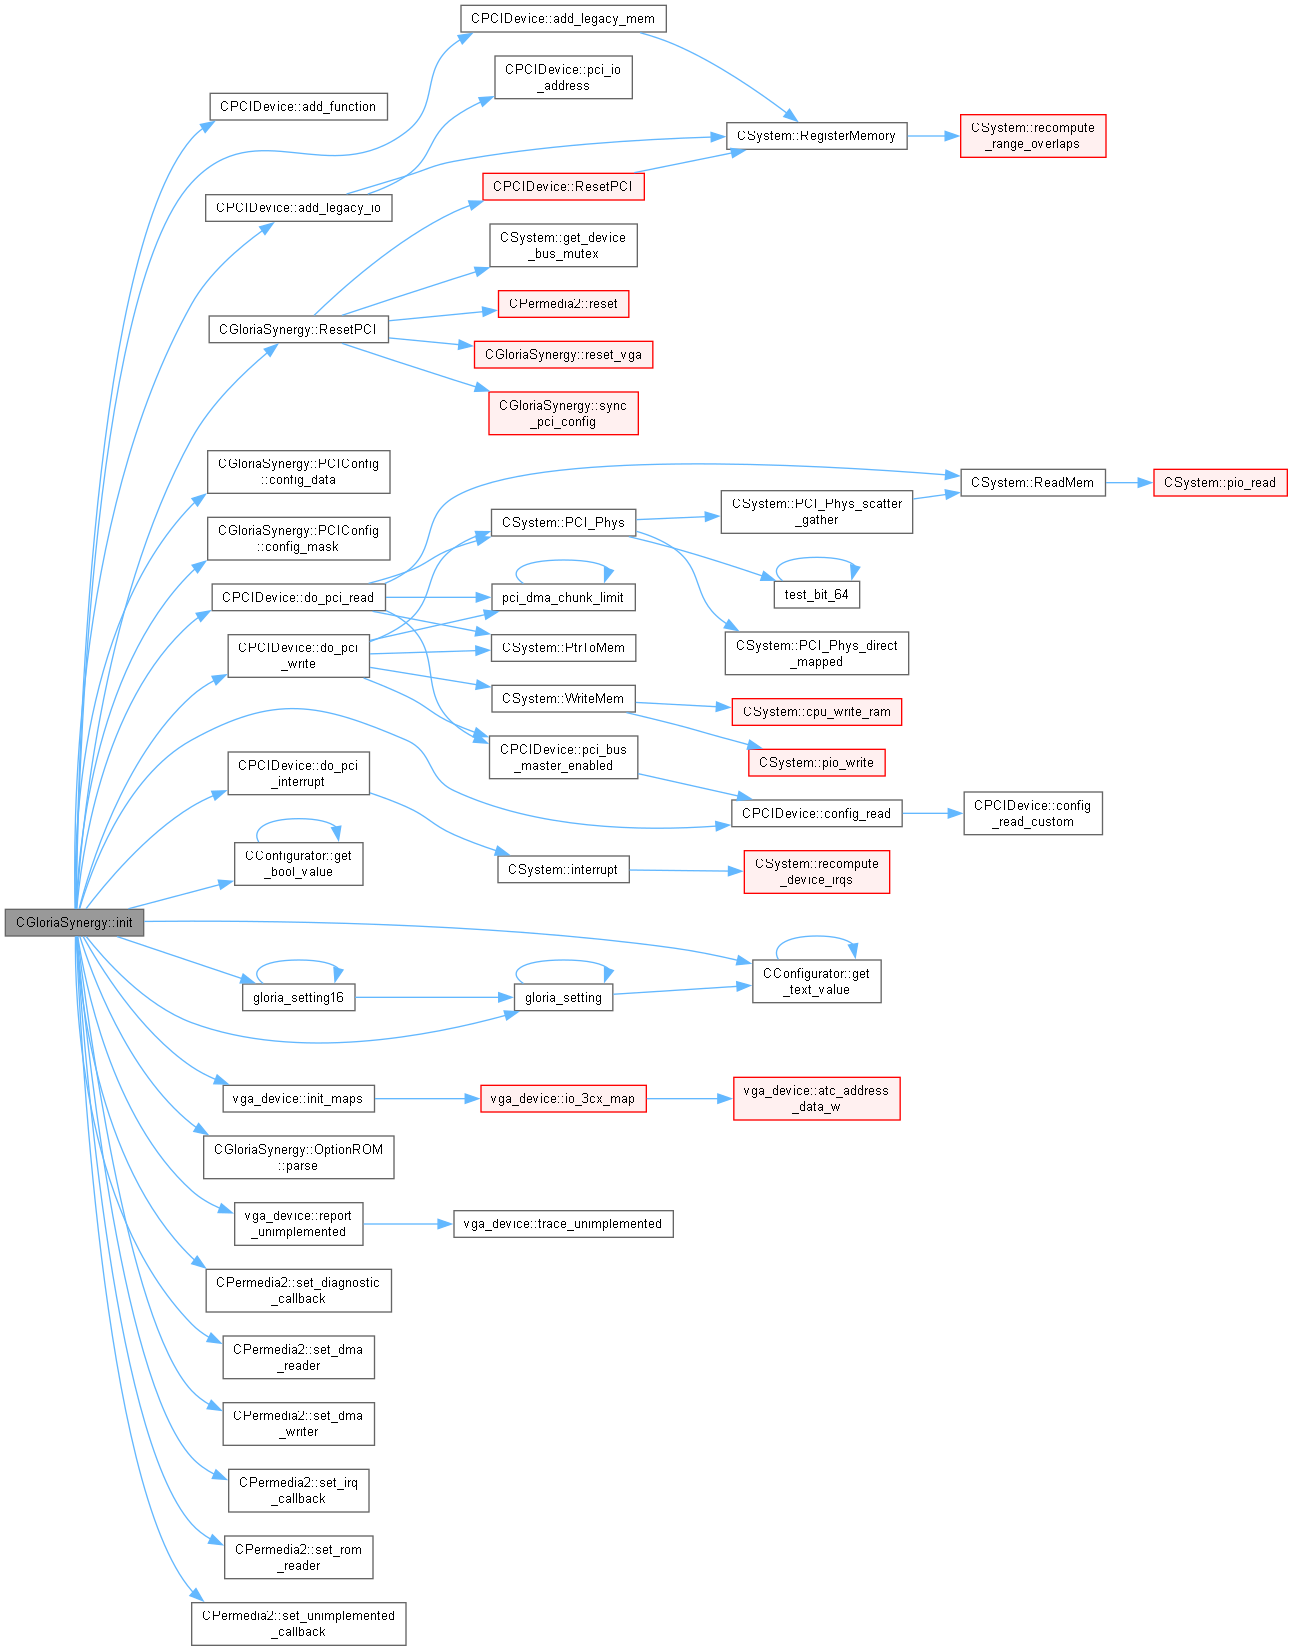 CPCIDevice::add_legacy_mem
CPCIDevice::pci_io
_address
CPCIDevice::add_function
CSystem::RegisterMemory
CSystem::recompute
_range_overlaps
CPCIDevice::ResetPCI
CPCIDevice::add_legacy_io
CSystem::get_device
_bus_mutex
CPermedia2::reset
CGloriaSynergy::ResetPCI
CGloriaSynergy::reset_vga
CGloriaSynergy::sync
_pci_config
CGloriaSynergy::PCIConfig
::config_data
CSystem::ReadMem
CSystem::pio_read
CSystem::PCI_Phys_scatter
_gather
CSystem::PCI_Phys
CGloriaSynergy::PCIConfig
::config_mask
CPCIDevice::do_pci_read
pci_dma_chunk_limit
test_bit_64
CPCIDevice::do_pci
_write
CSystem::PtrToMem
CSystem::PCI_Phys_direct
_mapped
CSystem::WriteMem
CSystem::cpu_write_ram
CPCIDevice::pci_bus
_master_enabled
CSystem::pio_write
CPCIDevice::do_pci
_interrupt
CPCIDevice::config_read
CPCIDevice::config
_read_custom
CConfigurator::get
_bool_value
CSystem::interrupt
CSystem::recompute
_device_irqs
CGloriaSynergy::init
CConfigurator::get
_text_value
gloria_setting16
gloria_setting
vga_device::init_maps
vga_device::io_3cx_map
vga_device::atc_address
_data_w
CGloriaSynergy::OptionROM
::parse
vga_device::report
_unimplemented
vga_device::trace_unimplemented
CPermedia2::set_diagnostic
_callback
CPermedia2::set_dma
_reader
CPermedia2::set_dma
_writer
CPermedia2::set_irq
_callback
CPermedia2::set_rom
_reader
CPermedia2::set_unimplemented
_callback